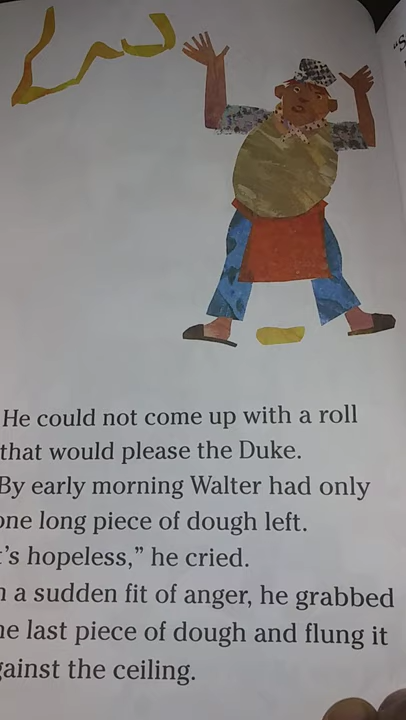 He could not come up with a roll
that would please the Duke.
By early morning Walter had only
one long piece of dough left.
t's hopeless," he cried.
n a sudden fit of anger, he grabbed
he last piece of dough and flung it
gainst the ceiling.